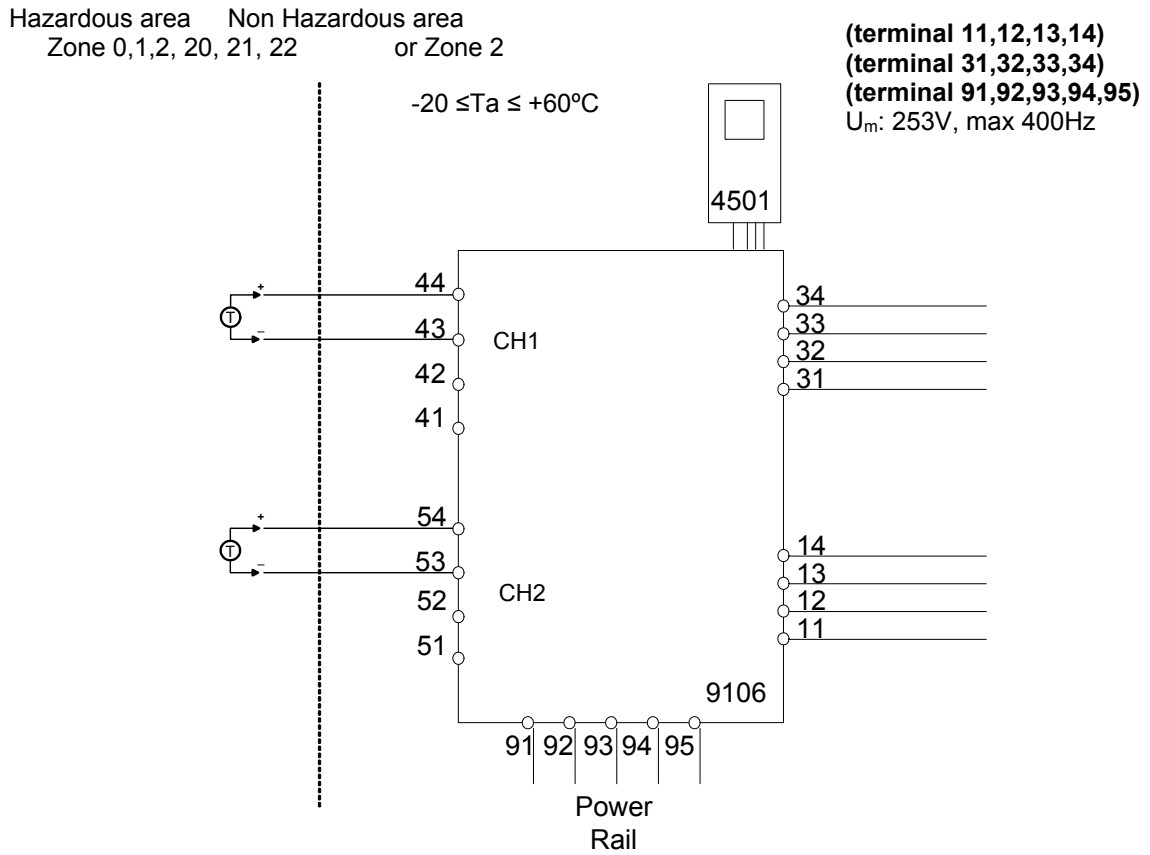 Hazardous area Non Hazardous area
Zone 0,1,2, 20, 21, 22 or Zone 2
(terminal 11,12,13,14)
(terminal 31,32,33,34)
(terminal 91,92,93,94,95)
Um: 253V, max 400Hz
-20 ≤Ta ≤ +60ºC
4501
44
+
T
43
–
CH1
42
41
34
33
32
31
54
+
T
53
–
CH2
52
51
14
13
12
11
9106
91 92 93 94 95
Power
Rail